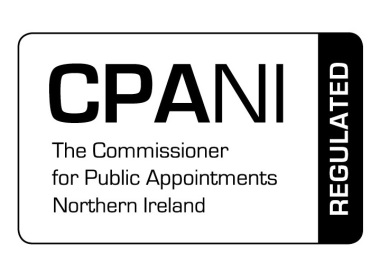 CPANI
The Commissioner
for Public Appointments
Northern Ireland
REGULATED